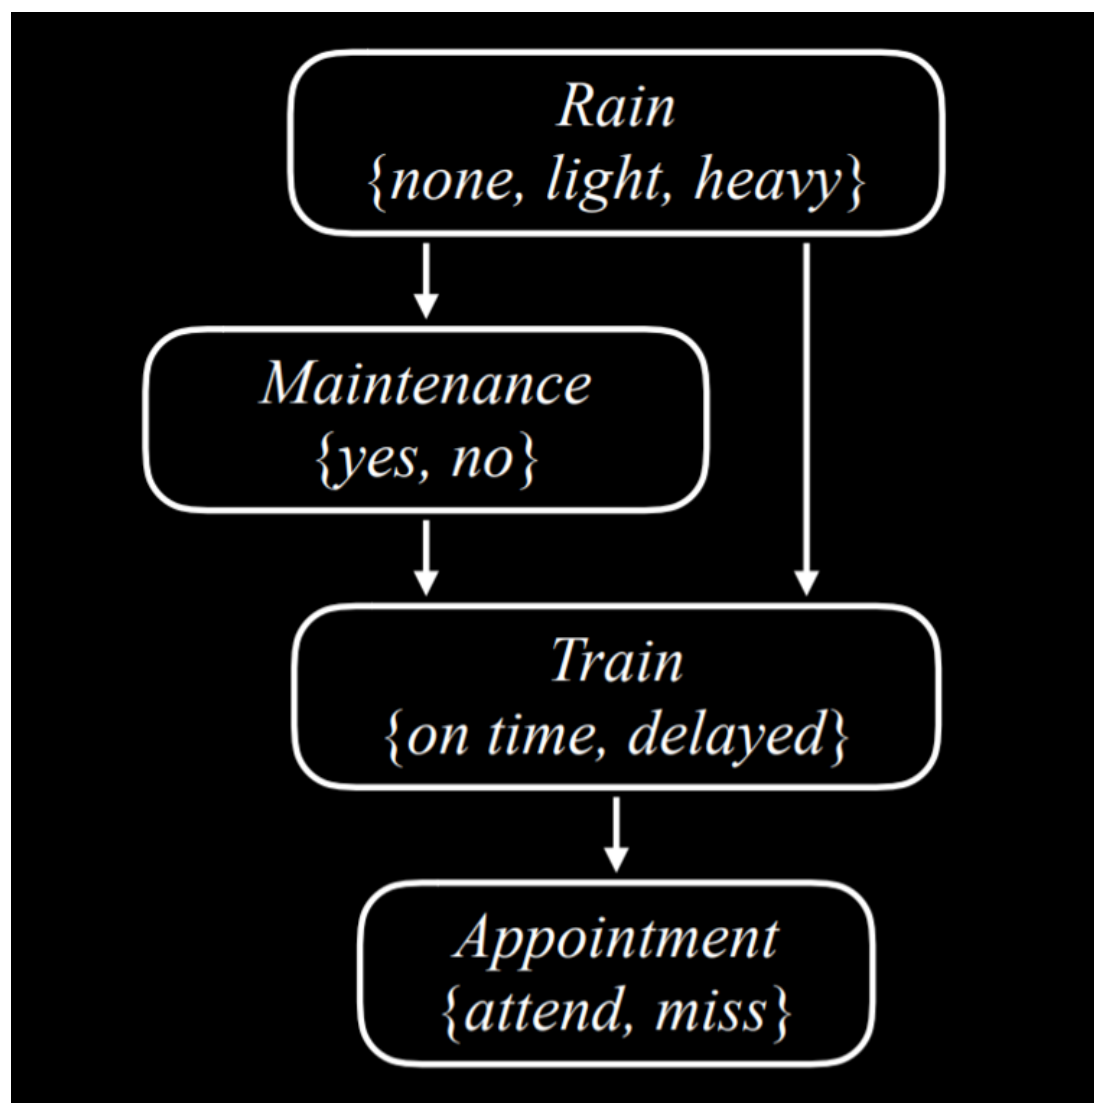 Rain
{none, light, heavy}
Maintenance
{yes, no}
Train
{on time, delayed}
Appointment
{attend, miss}